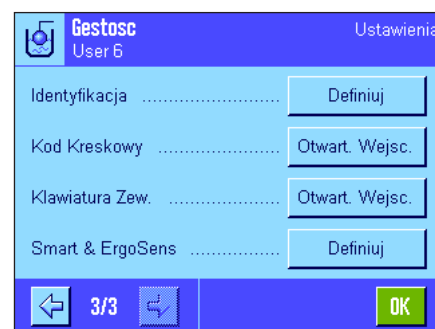 Gestosc
Ustawienia
User 6
Identyfikacja ........................ Definiuj
Kod Kreskowy ..................... Otwart. Wejsc.
Klawiatura Zew. ................... Otwart. Wejsc.
Smart & ErgoSens ............... Definiuj
3/3
OK